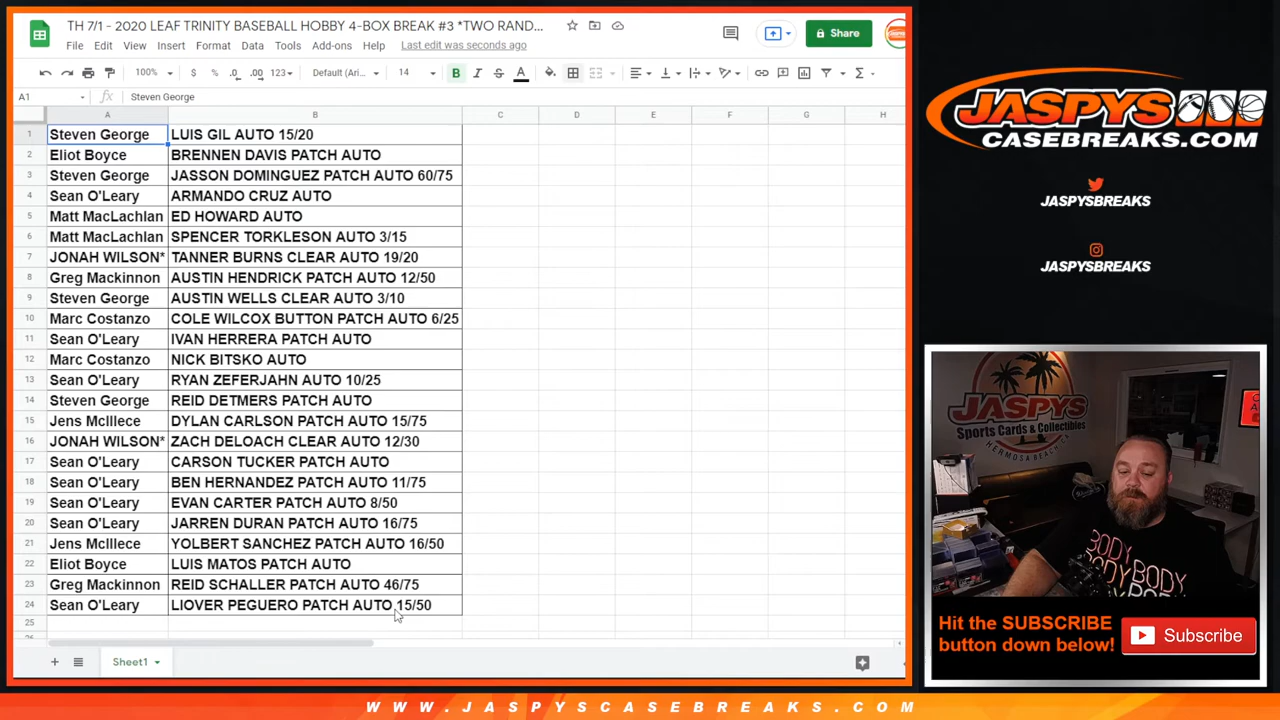 TH 7/1 - 2020 LEAF TRINITY BASEBALL HOBBY 4-BOX BREAK #3 *TWO RAND...
File Edit View Insert Format Data Tools Add-ons Help Last edit was seconds ago
Share
100% $ % .0 .00 123 Default (Ari... 14 B I S A
A1 fx Steven George
A B C D E F G H
1 Steven George LUIS GIL AUTO 15/20
2 Eliot Boyce BRENNEN DAVIS PATCH AUTO
3 Steven George JASSON DOMINGUEZ PATCH AUTO 60/75
4 Sean O'Leary ARMANDO CRUZ AUTO
5 Matt MacLachlan ED HOWARD AUTO
6 Matt MacLachlan SPENCER TORKLESON AUTO 3/15
7 JONAH WILSON* TANNER BURNS CLEAR AUTO 19/20
8 Greg Mackinnon AUSTIN HENDRICK PATCH AUTO 12/50
9 Steven George AUSTIN WELLS CLEAR AUTO 3/10
10 Marc Costanzo COLE WILCOX BUTTON PATCH AUTO 6/25
11 Sean O'Leary IVAN HERRERA PATCH AUTO
12 Marc Costanzo NICK BITSKO AUTO
13 Sean O'Leary RYAN ZEFERJAHN AUTO 10/25
14 Steven George REID DETMERS PATCH AUTO
15 Jens McIllece DYLAN CARLSON PATCH AUTO 15/75
16 JONAH WILSON* ZACH DELOACH CLEAR AUTO 12/30
17 Sean O'Leary CARSON TUCKER PATCH AUTO
18 Sean O'Leary BEN HERNANDEZ PATCH AUTO 11/75
19 Sean O'Leary EVAN CARTER PATCH AUTO 8/50
20 Sean O'Leary JARREN DURAN PATCH AUTO 16/75
21 Jens McIllece YOLBERT SANCHEZ PATCH AUTO 16/50
22 Eliot Boyce LUIS MATOS PATCH AUTO
23 Greg Mackinnon REID SCHALLER PATCH AUTO 46/75
24 Sean O'Leary LIOVER PEGUERO PATCH AUTO 15/50
25
Sheet1
JASPYS
CASEBREAKS.COM
JASPYSBREAKS
JASPYSBREAKS
JASPYS
Sports Cards & Collectibles
HERMOSA BEACH, CA
BODY
BODY
BODY
BODY
Hit the SUBSCRIBE
button down below!
Subscribe
WWW.JASPYSCASEBREAKS.COM